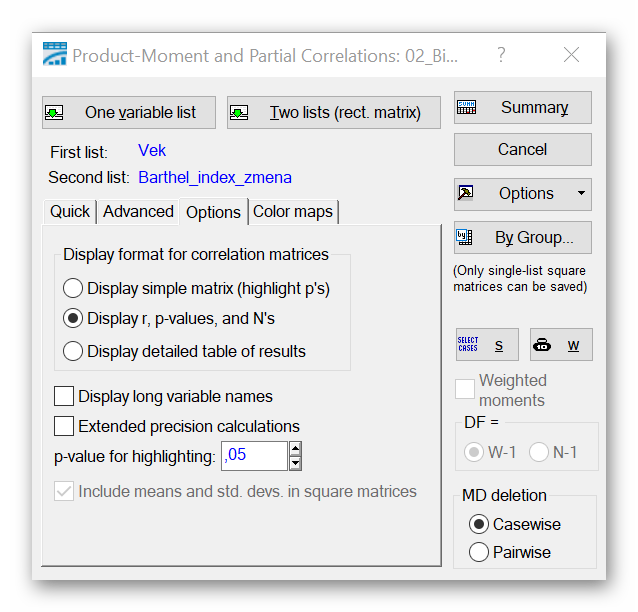 Product-Moment and Partial Correlations: 02_Bi...
?
One variable list
Two lists (rect. matrix)
First list: Vek
Second list: Barthel_index_zmena
Quick
Advanced
Options
Color maps
Display format for correlation matrices
Display simple matrix (highlight p's)
Display r, p-values, and N's
Display detailed table of results
Display long variable names
Extended precision calculations
p-value for highlighting: ,05
Include means and std. devs. in square matrices
Summary
Cancel
Options
By Group...
(Only single-list square
matrices can be saved)
SELECT
CASES
S
W
Weighted
moments
DF =
W-1
N-1
MD deletion
Casewise
Pairwise